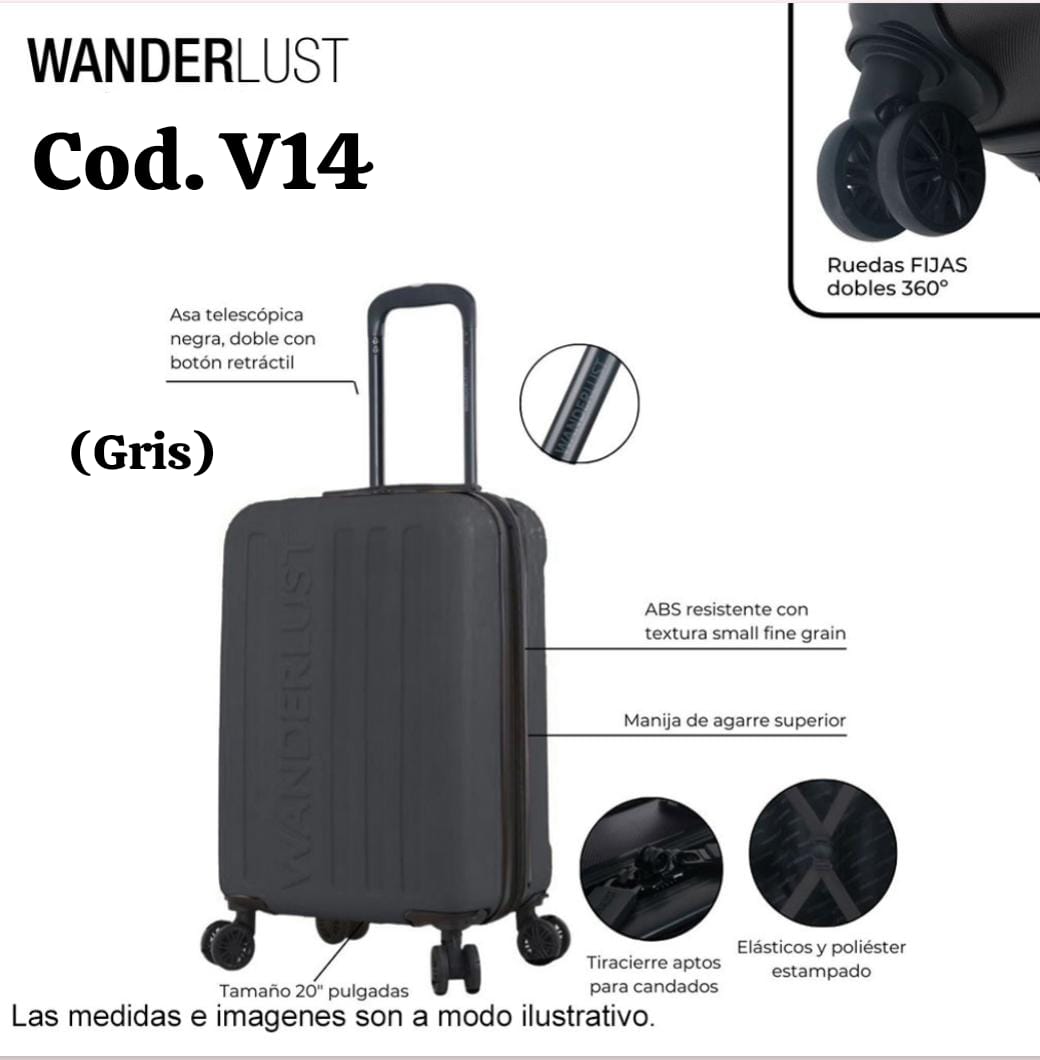 WANDERLUST
Cod. V14
Ruedas FIJAS
dobles 360º
Asa telescópica
negra, doble con
botón retráctil
WANDERLUST
(Gris)
WANDERLUST
ABS resistente con
textura small fine grain
Manija de agarre superior
Tiracierre aptos
para candados
Elásticos y poliéster
estampado
Tamaño 20" pulgadas
Las medidas e imagenes son a modo ilustrativo.